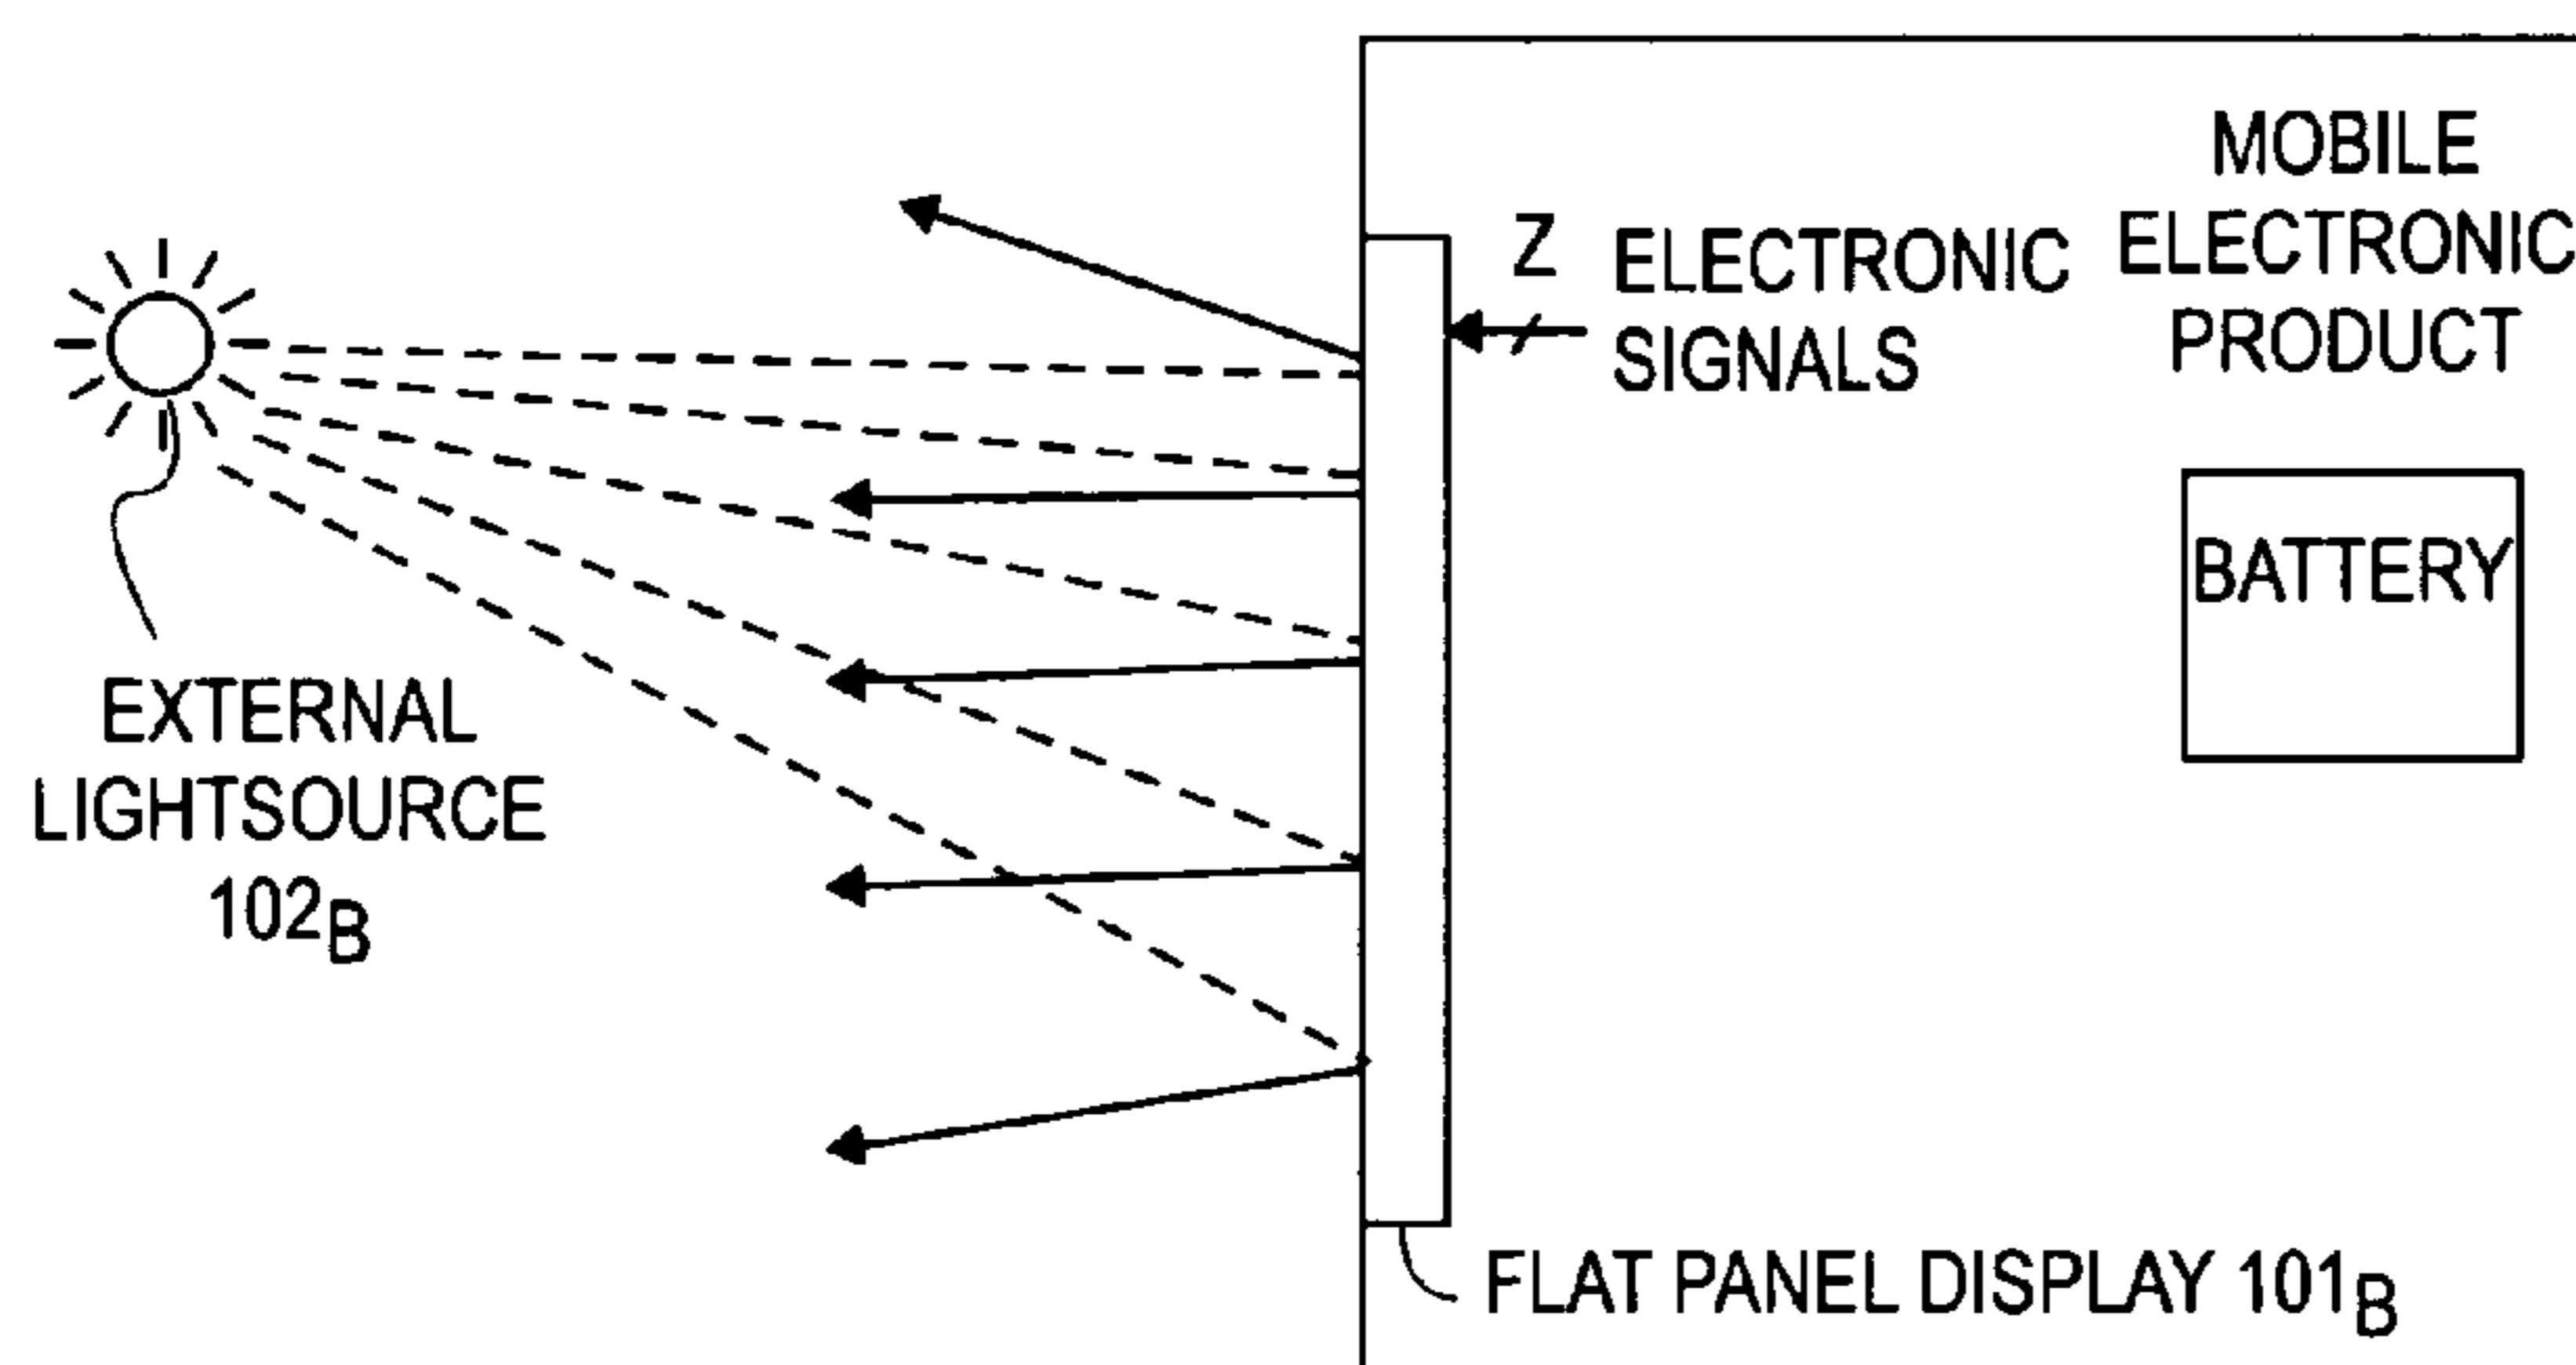 MOBILE
ELECTRONIC
PRODUCT
Z
ELECTRONIC
SIGNALS
BATTERY
EXTERNAL
LIGHTSOURCE
102B
FLAT PANEL DISPLAY 101B